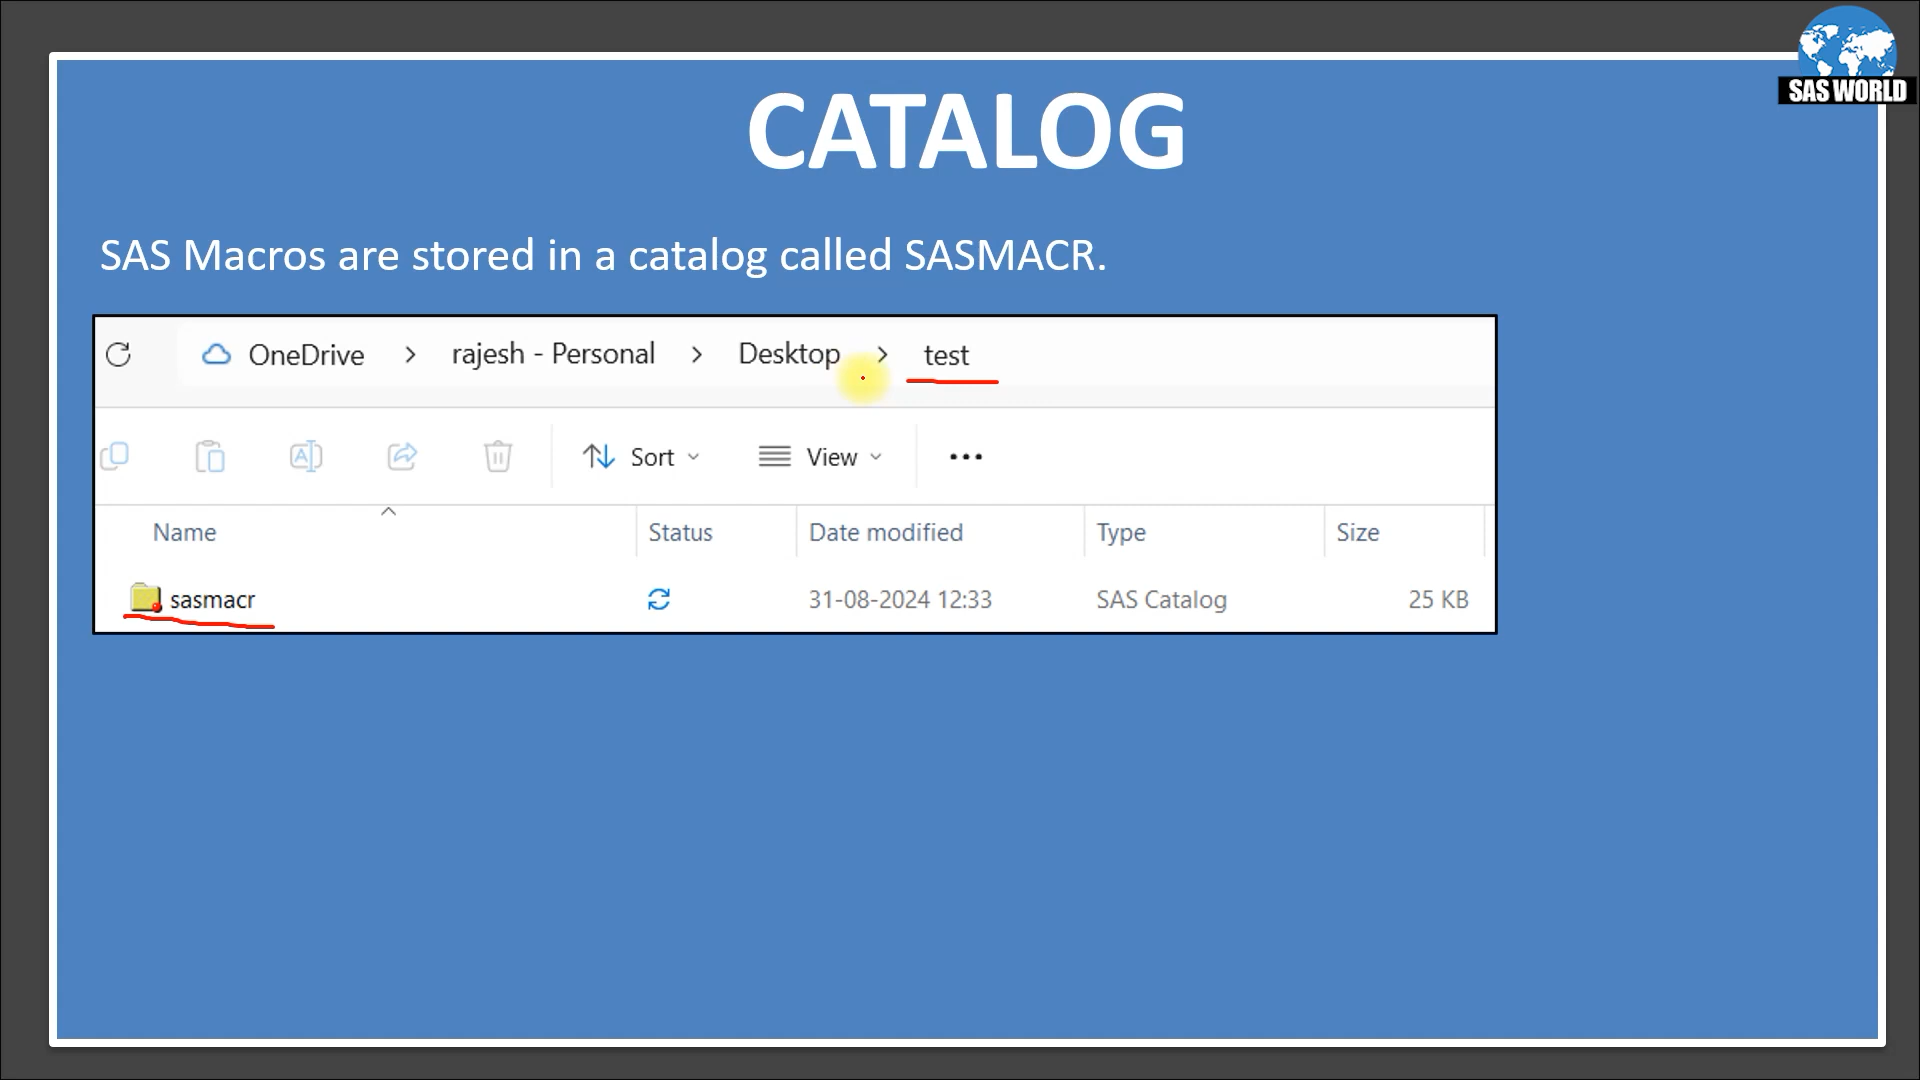 SAS WORLD
CATALOG
SAS Macros are stored in a catalog called SASMACR.
OneDrive > rajesh - Personal > Desktop > test
Sort View
Name Status Date modified Type Size
sasmacr 31-08-2024 12:33 SAS Catalog 25 KB